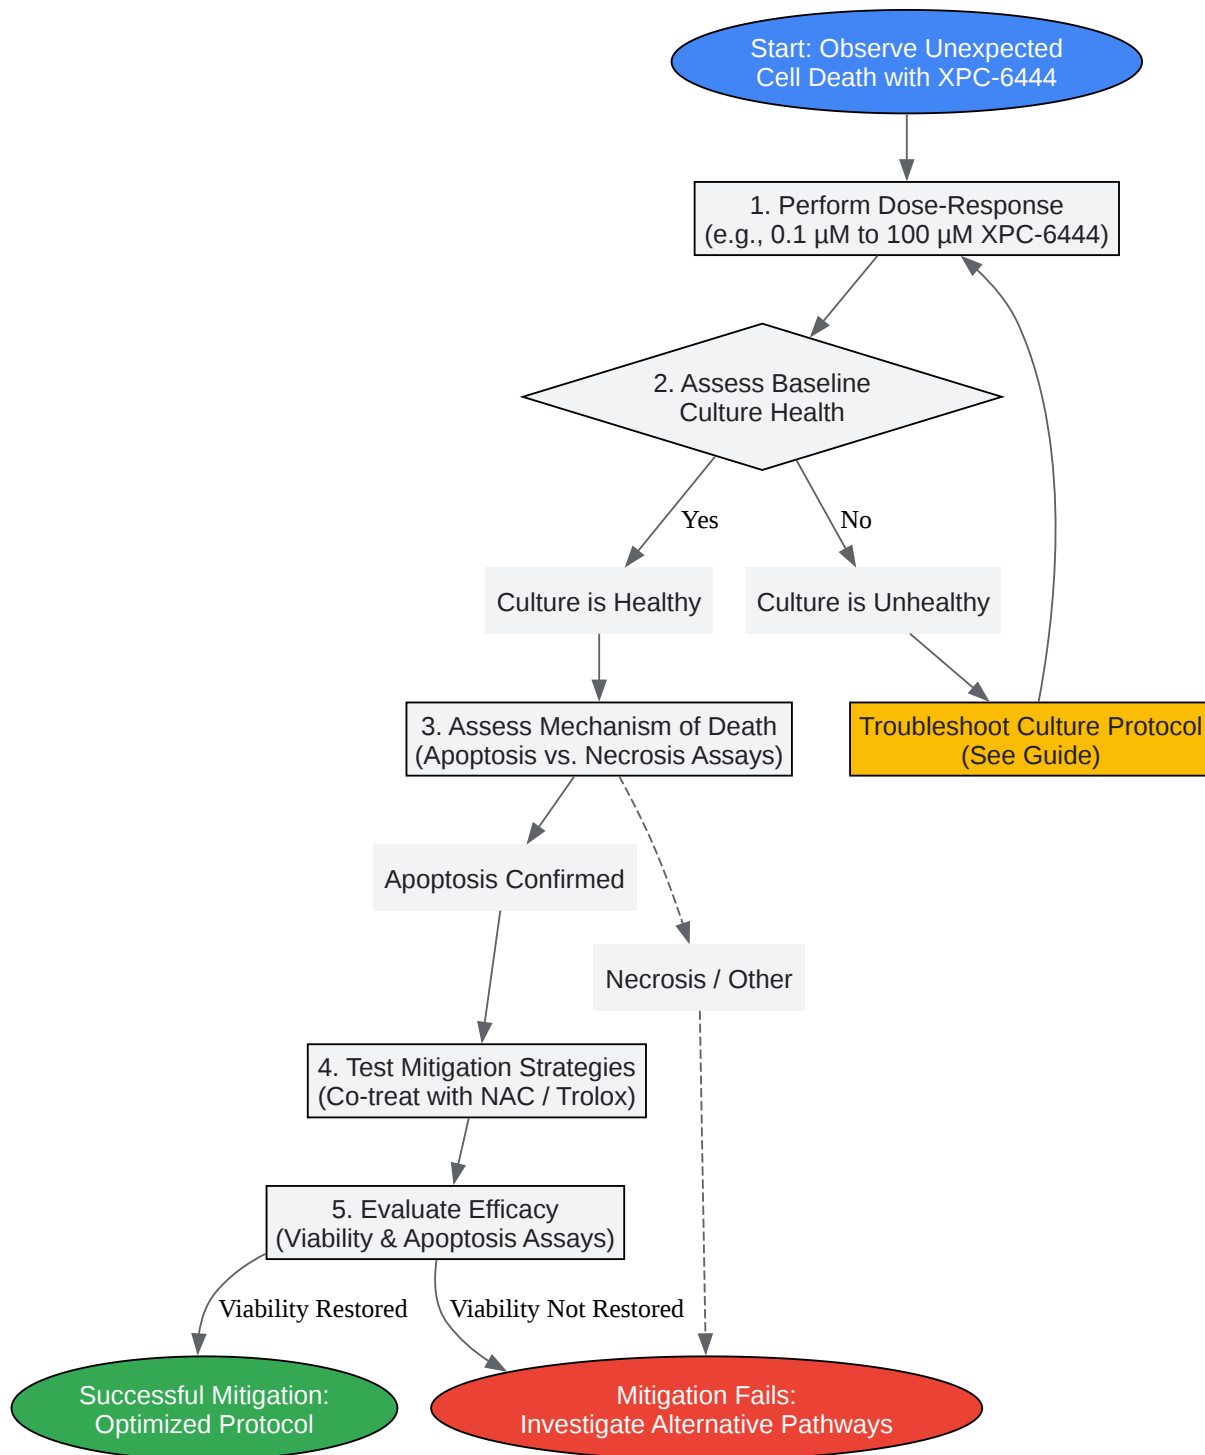 Start: Observe Unexpected
Cell Death with XPC-6444
1. Perform Dose-Response
(e.g., 0.1 µM to 100 µM XPC-6444)
2. Assess Baseline
Culture Health
Yes
No
Culture is Healthy
Culture is Unhealthy
3. Assess Mechanism of Death
(Apoptosis vs. Necrosis Assays)
Troubleshoot Culture Protocol
(See Guide)
Apoptosis Confirmed
Necrosis / Other
4. Test Mitigation Strategies
(Co-treat with NAC / Trolox)
5. Evaluate Efficacy
(Viability & Apoptosis Assays)
Viability Restored
Viability Not Restored
Successful Mitigation:
Optimized Protocol
Mitigation Fails:
Investigate Alternative Pathways